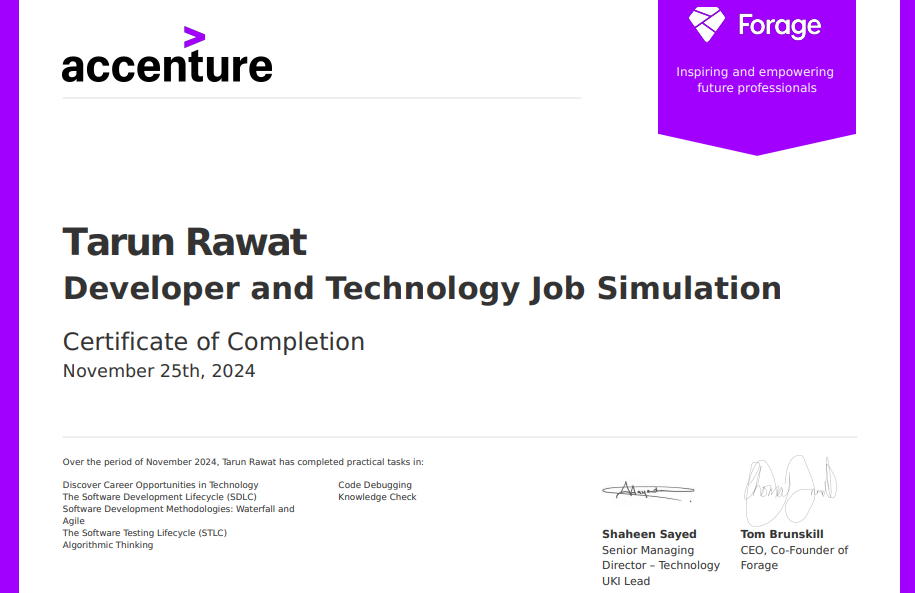 accenture
Forage
Inspiring and empowering
future professionals
Tarun Rawat
Developer and Technology Job Simulation
Certificate of Completion
November 25th, 2024
Over the period of November 2024, Tarun Rawat has completed practical tasks in:
Discover Career Opportunities in Technology
The Software Development Lifecycle (SDLC)
Software Development Methodologies: Waterfall and
Agile
The Software Testing Lifecycle (STLC)
Algorithmic Thinking
Code Debugging
Knowledge Check
Shaheen Sayed
Senior Managing
Director – Technology
UKI Lead
Tom Brunskill
CEO, Co-Founder of
Forage